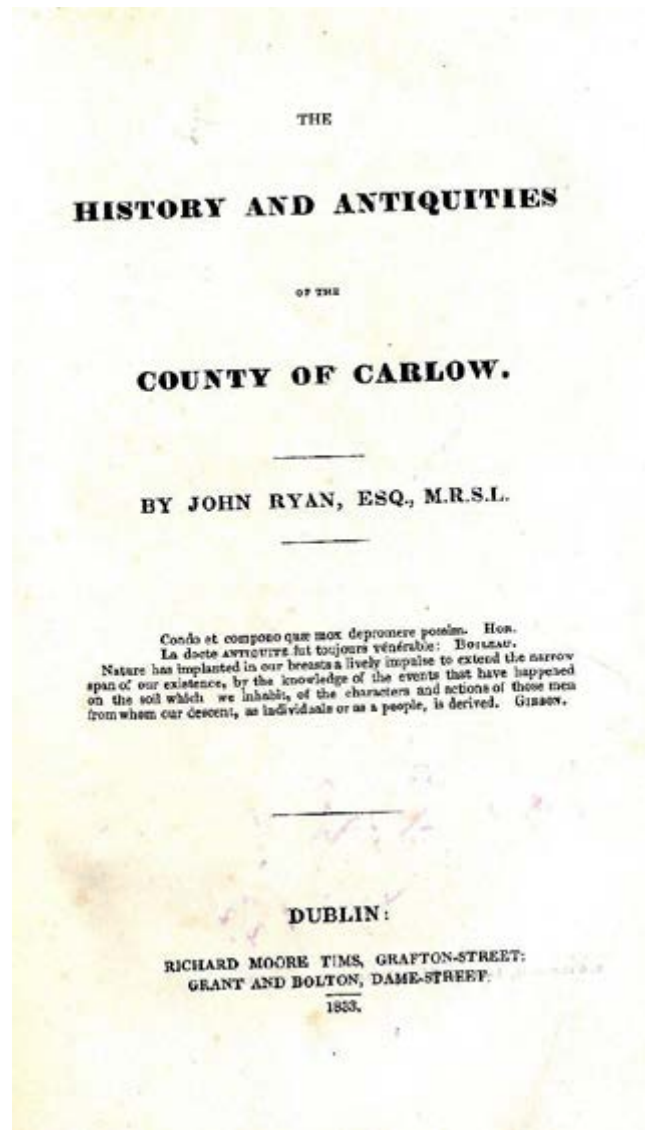 THE
HISTORY AND ANTIQUITIES
OF THE
COUNTY OF CARLOW.
BY JOHN RYAN, ESQ., M.R.S.L.
Condo et compono quæ mox depromere possim. HOR.
La docte ANTIQUITE fut toujours vénérable: BOILEAU.
Nature has implanted in our breasts a lively impulse to extend the narrow
span of our existence, by the knowledge of the events that have happened
on the soil which we inhabit, of the characters and actions of those men
from whom our descent, as individuals or as a people, is derived. GIBBON.
DUBLIN:
RICHARD MOORE TIMS, GRAFTON-STREET:
GRANT AND BOLTON, DAME-STREET.
1833.